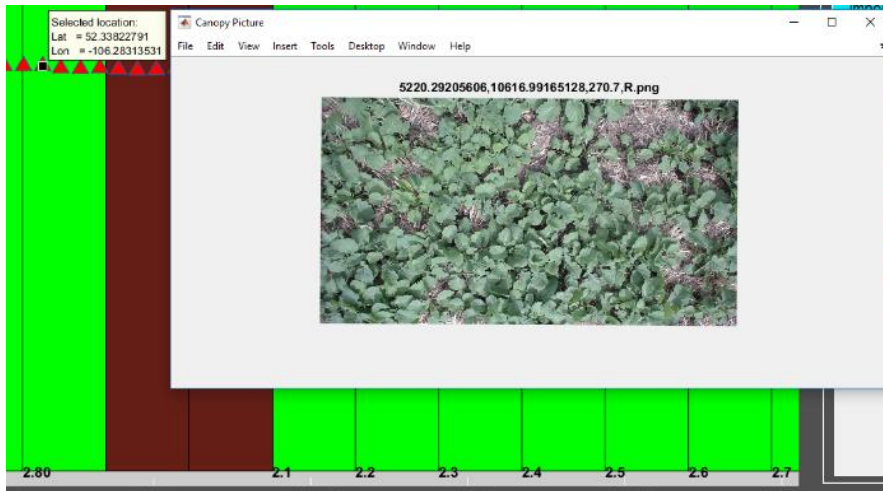 Selected location:
Lat = 52.33822791
Lon = -106.28313531
Canopy Picture
File Edit View Insert Tools Desktop Window Help
5220.29205606,10616.99165128,270.7,R.png
2.80 2.1 2.2 2.3 2.4 2.5 2.6 2.7